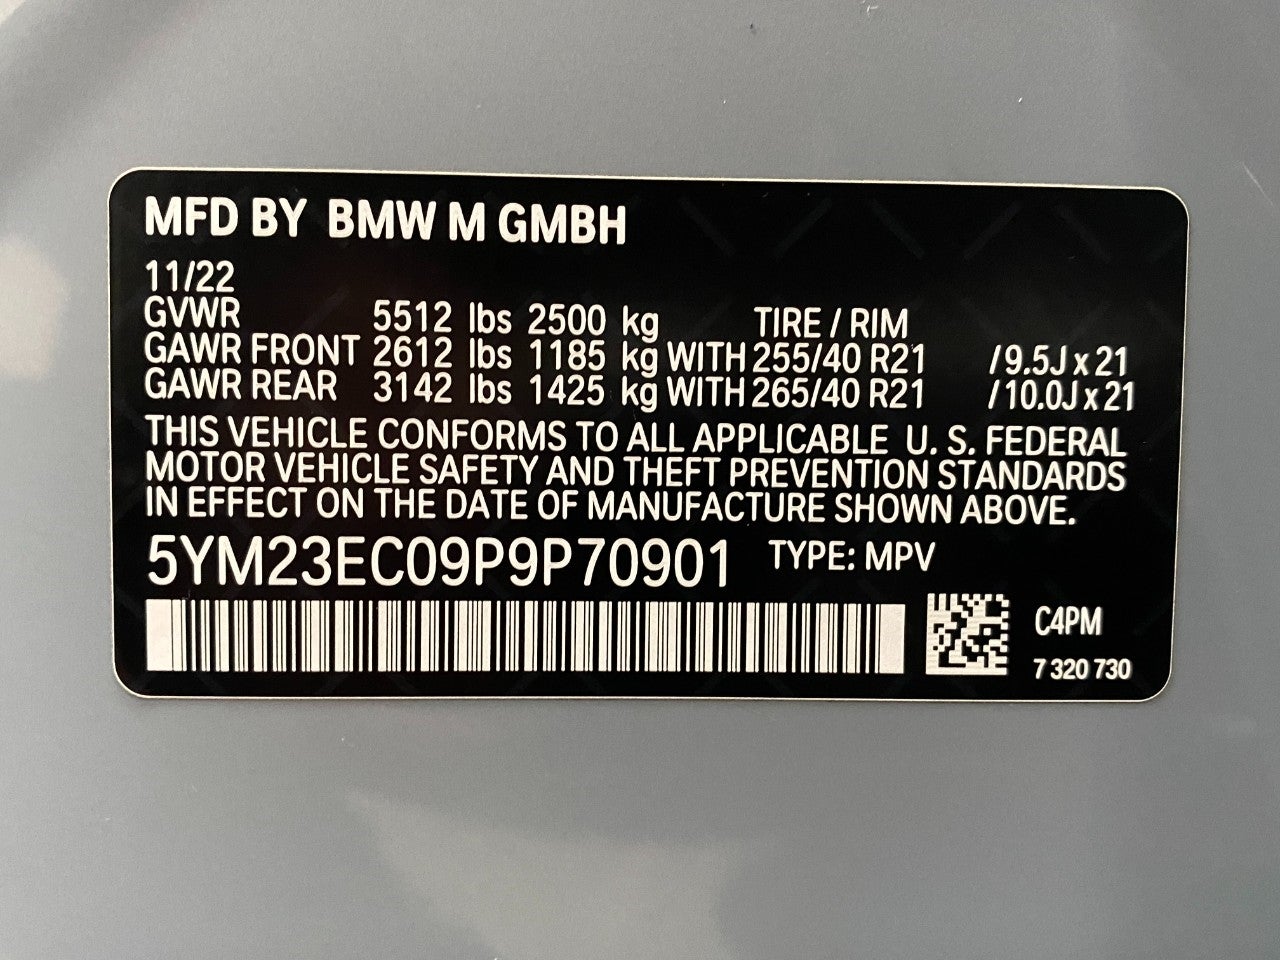 MFD BY BMW M GMBH
11/22
GVWR 5512 lbs 2500 kg TIRE / RIM
GAWR FRONT 2612 lbs 1185 kg WITH 255/40 R21 /9.5J x 21
GAWR REAR 3142 lbs 1425 kg WITH 265/40 R21 /10.0J x 21
THIS VEHICLE CONFORMS TO ALL APPLICABLE U. S. FEDERAL
MOTOR VEHICLE SAFETY AND THEFT PREVENTION STANDARDS
IN EFFECT ON THE DATE OF MANUFACTURE SHOWN ABOVE.
5YM23EC09P9P70901 TYPE: MPV
C4PM
7 320 730